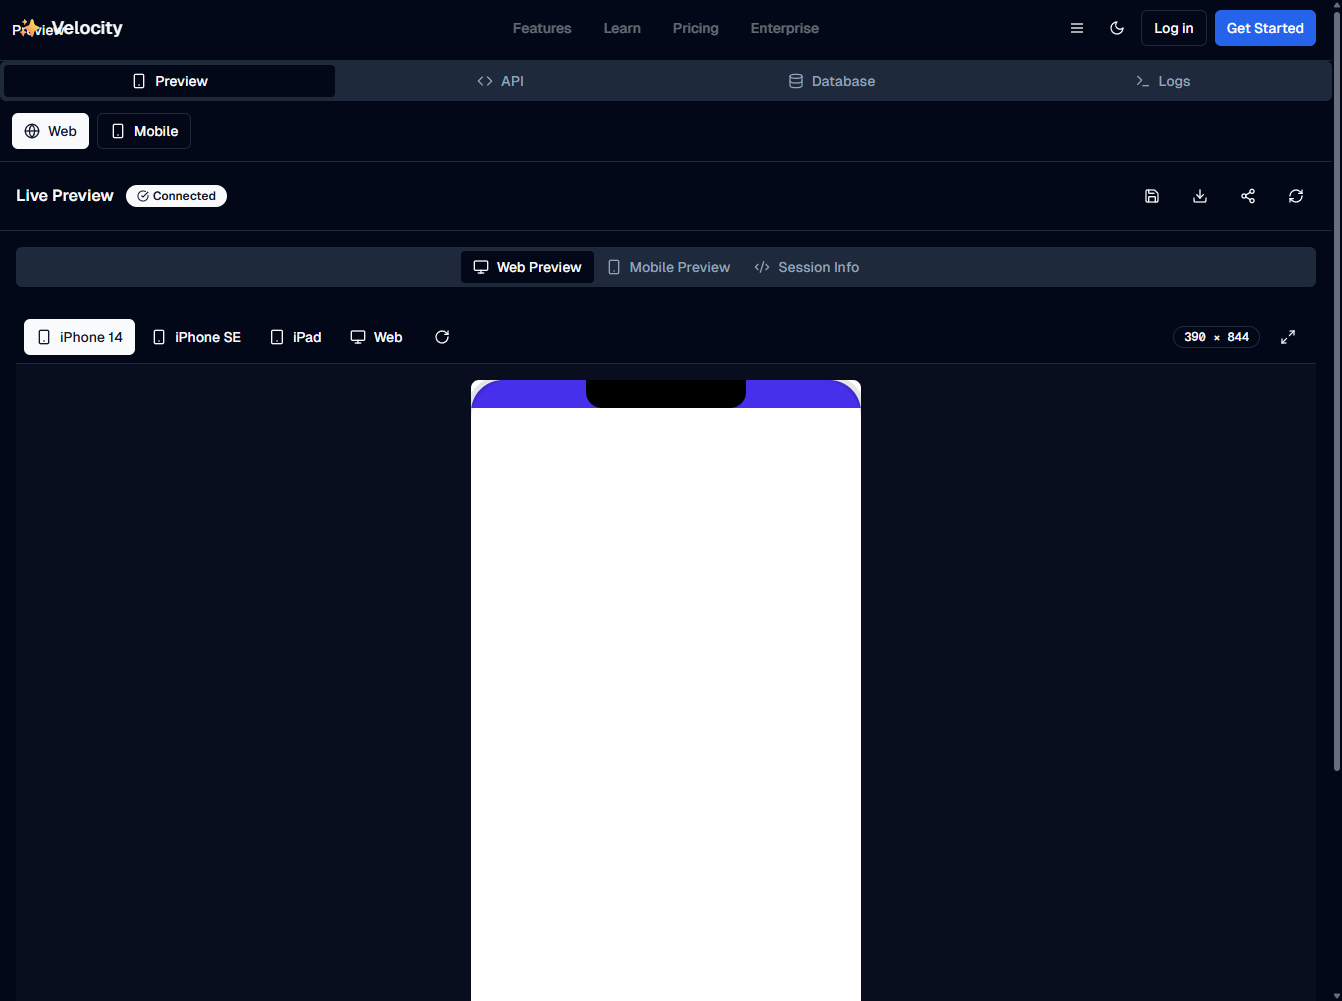 Preview
Velocity
Features Learn Pricing Enterprise
Log in Get Started
Preview API Database Logs
Web Mobile
Live Preview Connected
Web Preview Mobile Preview Session Info
iPhone 14 iPhone SE iPad Web 390 × 844